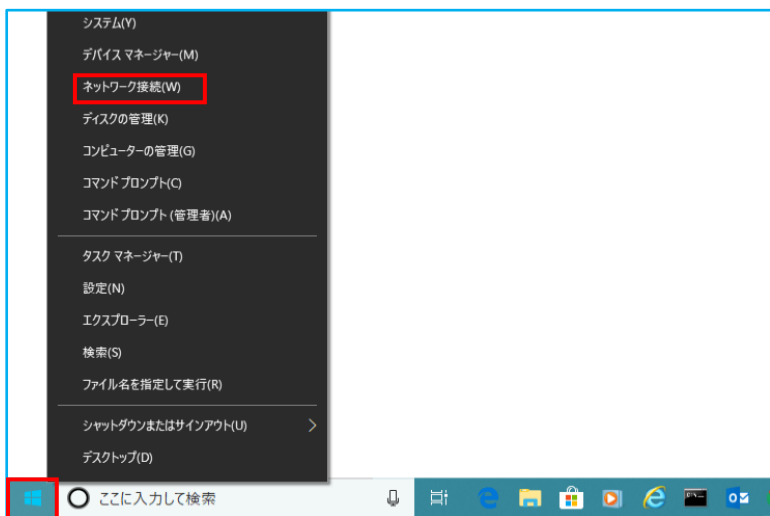 システム(Y)
デバイス マネージャー(M)
ネットワーク接続(W)
ディスクの管理(K)
コンピューターの管理(G)
コマンド プロンプト(C)
コマンド プロンプト (管理者)(A)
タスク マネージャー(T)
設定(N)
エクスプローラー(E)
検索(S)
ファイル名を指定して実行(R)
シャットダウンまたはサインアウト(U)
デスクトップ(D)
ここに入力して検索